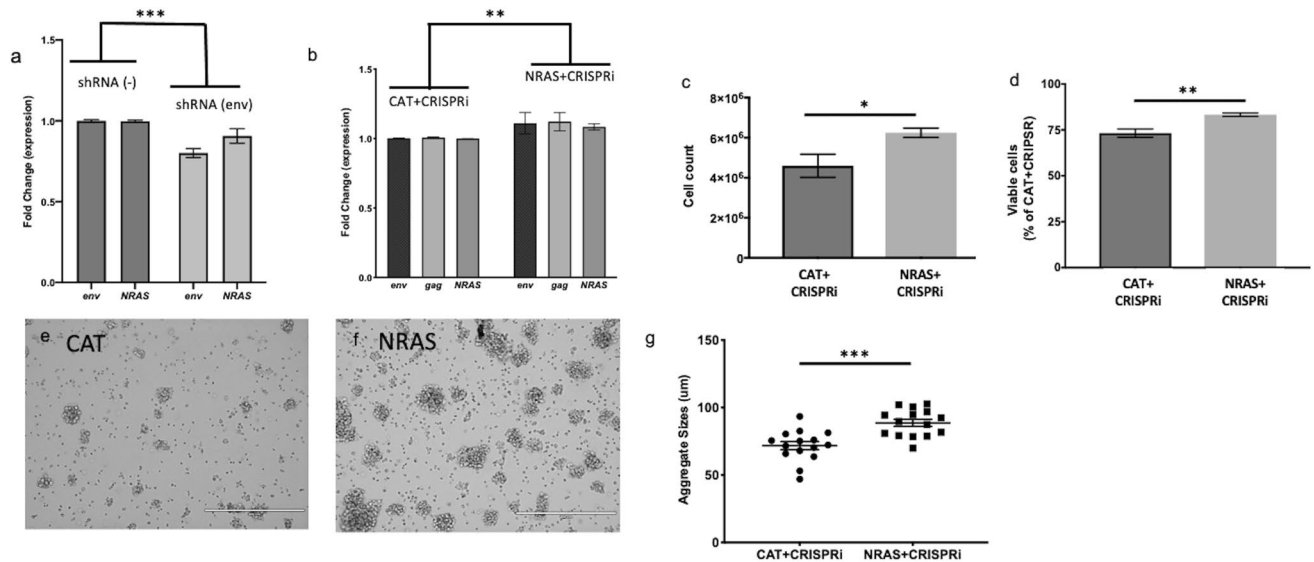 a
***
1.5
1.0
0.5
0.0
Fold Change (expression)
shRNA (-)
shRNA (env)
env
NRAS
env
NRAS
b
**
1.5
1.0
0.5
0.0
Fold Change (expression)
CAT+CRISPRi
NRAS+CRISPRi
env
gag
NRAS
env
gag
NRAS
c
*
8×10⁶
6×10⁶
4×10⁶
2×10⁶
0
Cell count
CAT+
CRISPRi
NRAS+
CRISPRi
d
**
100
75
50
25
0
Viable cells
(% of CAT+CRIPSR)
CAT+
CRISPRi
NRAS+
CRISPRi
e CAT
f NRAS
g
***
150
100
50
0
Aggregate Sizes (um)
CAT+CRISPRi
NRAS+CRISPRi